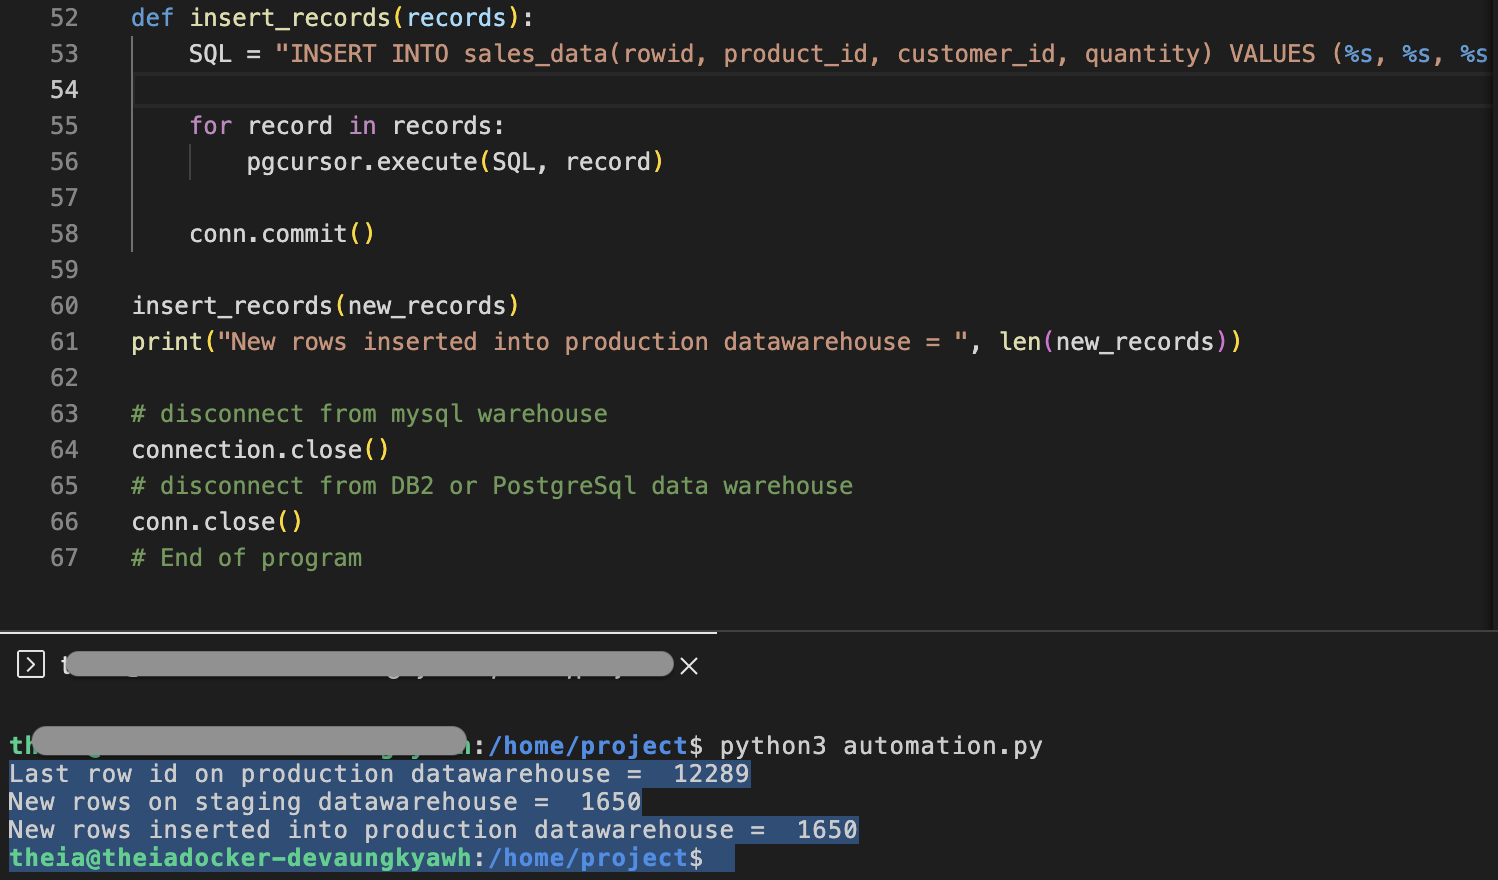 52 def insert_records(records):
53 SQL = "INSERT INTO sales_data(rowid, product_id, customer_id, quantity) VALUES (%s, %s, %s
54
55 for record in records:
56 pgcursor.execute(SQL, record)
57
58 conn.commit()
59
60 insert_records(new_records)
61 print("New rows inserted into production datawarehouse = ", len(new_records))
62
63 # disconnect from mysql warehouse
64 connection.close()
65 # disconnect from DB2 or PostgreSql data warehouse
66 conn.close()
67 # End of program
:/home/project$ python3 automation.py
Last row id on production datawarehouse =  12289
New rows on staging datawarehouse =  1650
New rows inserted into production datawarehouse =  1650
theia@theiadocker-devaungkyawh:/home/project$